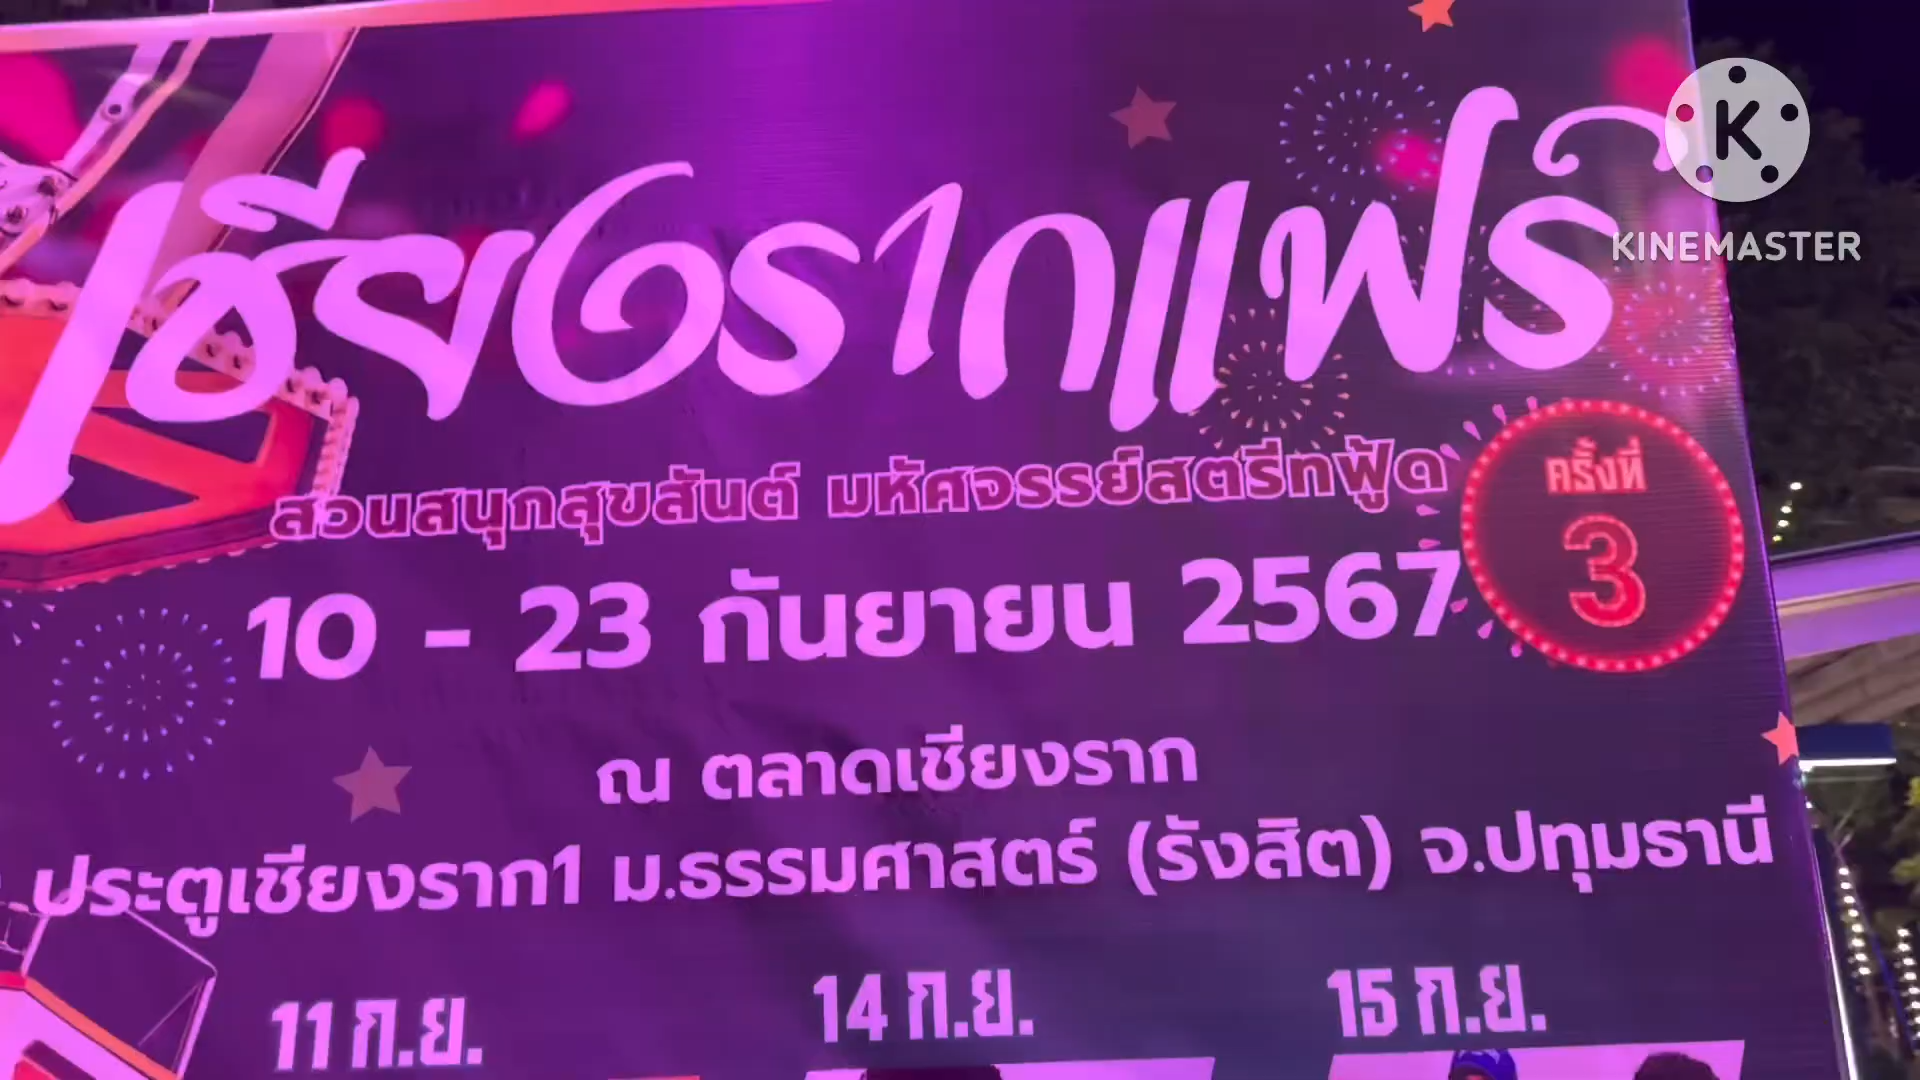 เชียงรากแฟร์
สวนสนุกสุขสันต์ มหัศจรรย์สตรีทฟู้ด
ครั้งที่
3
10 - 23 กันยายน 2567
ณ ตลาดเชียงราก
ประตูเชียงราก1 ม.ธรรมศาสตร์ (รังสิต) จ.ปทุมธานี
11 ก.ย.
14 ก.ย.
15 ก.ย.
K
KINEMASTER